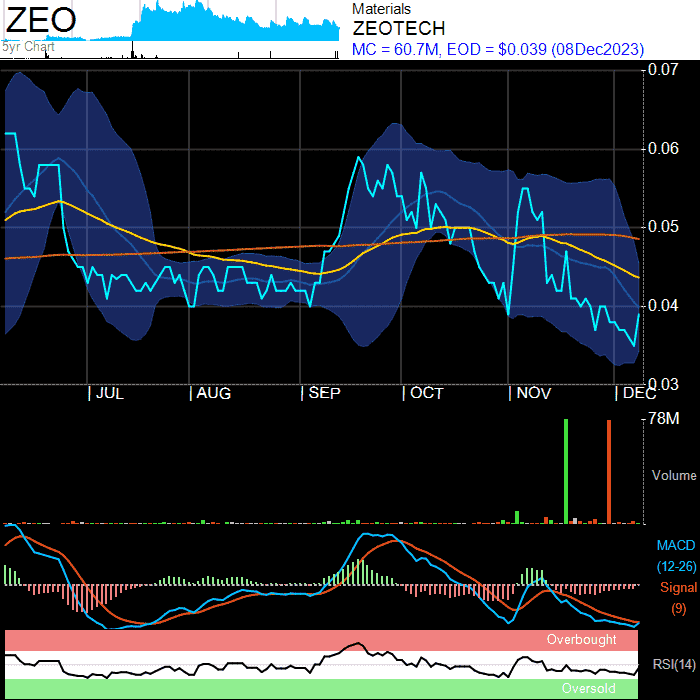 ZEO
5yr Chart
Materials
ZEOTECH
MC = 60.7M, EOD = $0.039 (08Dec2023)
0.07
0.06
0.05
0.04
0.03
JUL
AUG
SEP
OCT
NOV
DEC
78M
Volume
MACD
(12-26)
Signal
(9)
Overbought
RSI(14)
Oversold